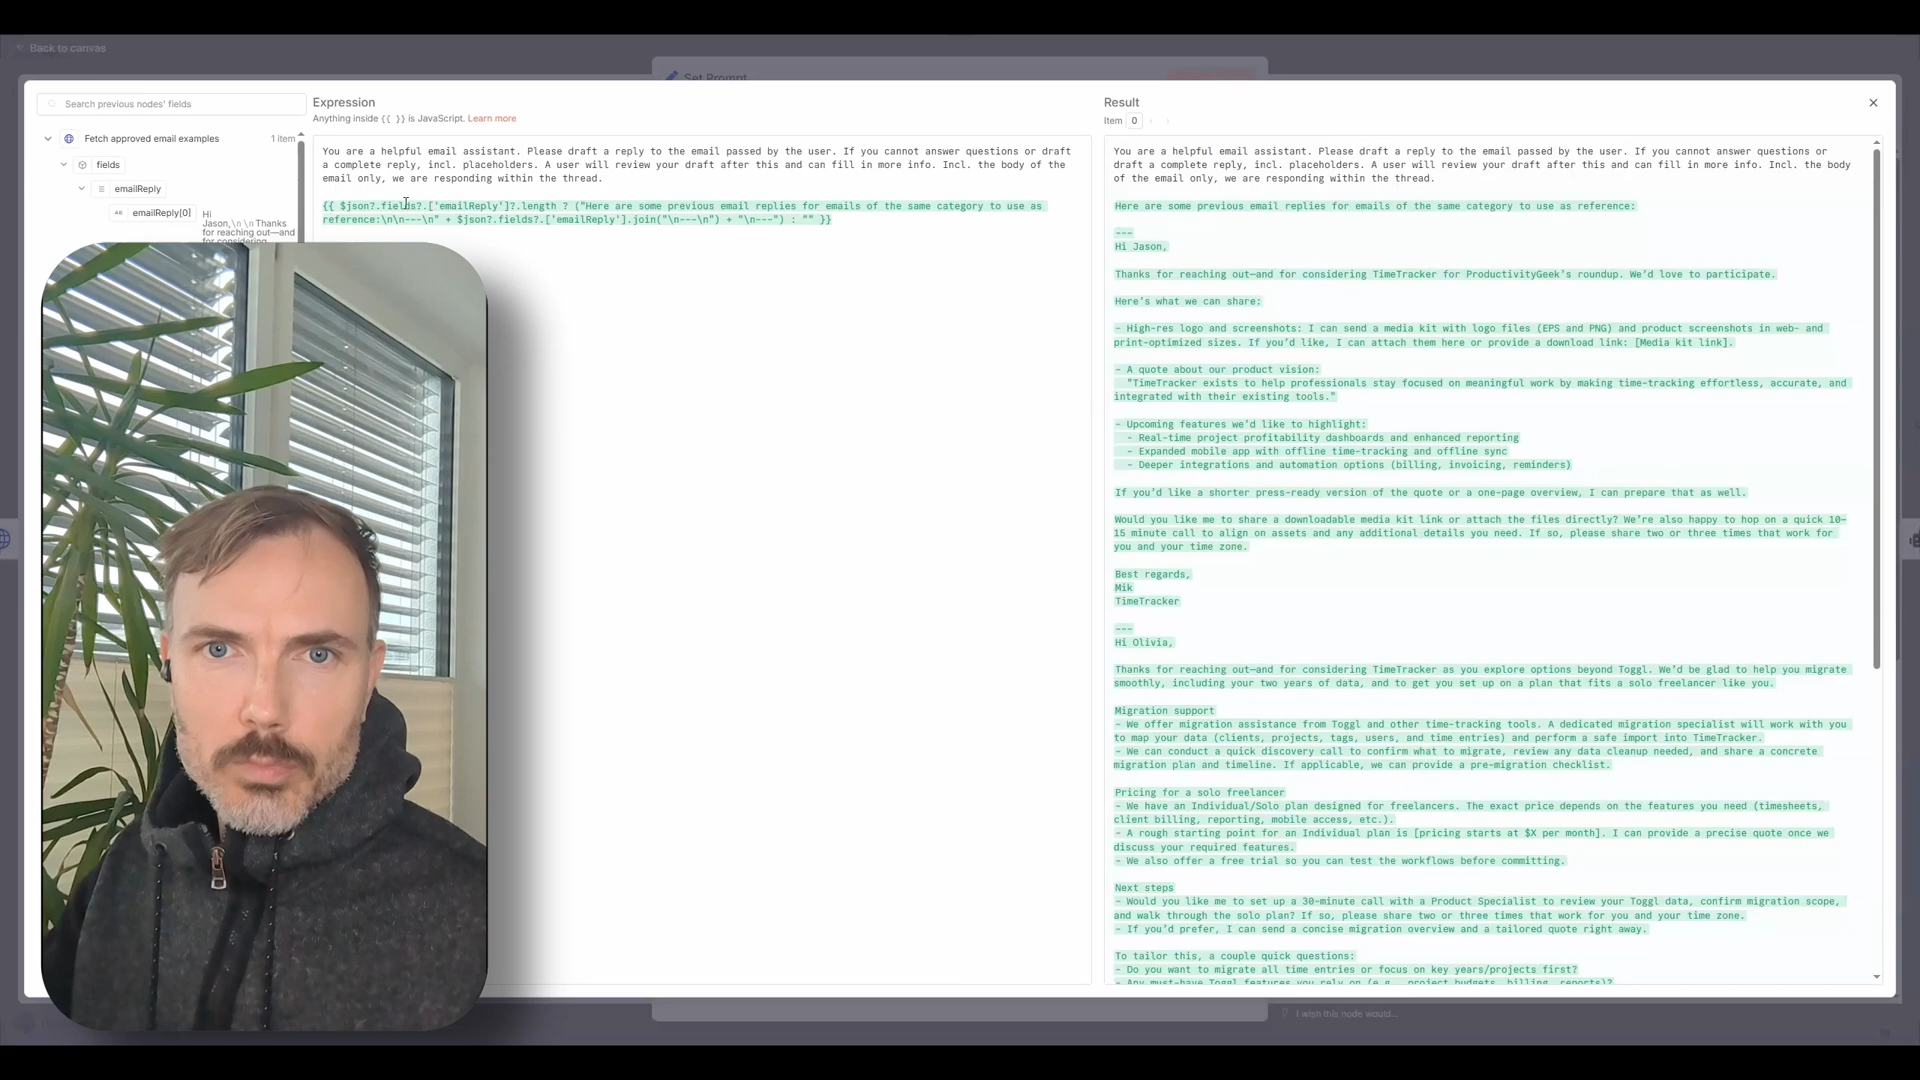 Back to canvas
Set Prompt
Search previous nodes' fields
Fetch approved email examples
1 item
fields
emailReply
AB emailReply[0]
Hi
Jason,\n\nThanks
for reaching out—and
for considering
Expression
Anything inside {{ }} is JavaScript. Learn more
You are a helpful email assistant. Please draft a reply to the email passed by the user. If you cannot answer questions or draft
a complete reply, incl. placeholders. A user will review your draft after this and can fill in more info. Incl. the body of the
email only, we are responding within the thread.
{{ $json?.fields?.['emailReply']?.length ? ("Here are some previous email replies for emails of the same category to use as
reference:\n\n---\n" + $json?.fields?.['emailReply'].join("\n---\n") + "\n---") : "" }}
Result
Item 0
You are a helpful email assistant. Please draft a reply to the email passed by the user. If you cannot answer questions or
draft a complete reply, incl. placeholders. A user will review your draft after this and can fill in more info. Incl. the body
of the email only, we are responding within the thread.
Here are some previous email replies for emails of the same category to use as reference:
---
Hi Jason,
Thanks for reaching out—and for considering TimeTracker for ProductivityGeek's roundup. We'd love to participate.
Here's what we can share:
- High-res logo and screenshots: I can send a media kit with logo files (EPS and PNG) and product screenshots in web- and
print-optimized sizes. If you'd like, I can attach them here or provide a download link: [Media kit link].
- A quote about our product vision:
"TimeTracker exists to help professionals stay focused on meaningful work by making time-tracking effortless, accurate, and
integrated with their existing tools."
- Upcoming features we'd like to highlight:
- Real-time project profitability dashboards and enhanced reporting
- Expanded mobile app with offline time-tracking and offline sync
- Deeper integrations and automation options (billing, invoicing, reminders)
If you'd like a shorter press-ready version of the quote or a one-page overview, I can prepare that as well.
Would you like me to share a downloadable media kit link or attach the files directly? We're also happy to hop on a quick 10-
15 minute call to align on assets and any additional details you need. If so, please share two or three times that work for
you and your time zone.
Best regards,
Mik
TimeTracker
---
Hi Olivia,
Thanks for reaching out—and for considering TimeTracker as you explore options beyond Toggl. We'd be glad to help you migrate
smoothly, including your two years of data, and to get you set up on a plan that fits a solo freelancer like you.
Migration support
- We offer migration assistance from Toggl and other time-tracking tools. A dedicated migration specialist will work with you
to map your data (clients, projects, tags, users, and time entries) and perform a safe import into TimeTracker.
- We can conduct a quick discovery call to confirm what to migrate, review any data cleanup needed, and share a concrete
migration plan and timeline. If applicable, we can provide a pre-migration checklist.
Pricing for a solo freelancer
- We have an Individual/Solo plan designed for freelancers. The exact price depends on the features you need (timesheets,
client billing, reporting, mobile access, etc.).
- A rough starting point for an Individual plan is [pricing starts at $X per month]. I can provide a precise quote once we
discuss your required features.
- We also offer a free trial so you can test the workflows before committing.
Next steps
- Would you like me to set up a 30-minute call with a Product Specialist to review your Toggl data, confirm migration scope,
and walk through the solo plan? If so, please share two or three times that work for you and your time zone.
- If you'd prefer, I can send a concise migration overview and a tailored quote right away.
To tailor this, a couple quick questions:
- Do you want to migrate all time entries or focus on key years/projects first?
- Any must-have Toggl features you rely on (e.g., project budgets, billing, reports)?
I wish this node would...